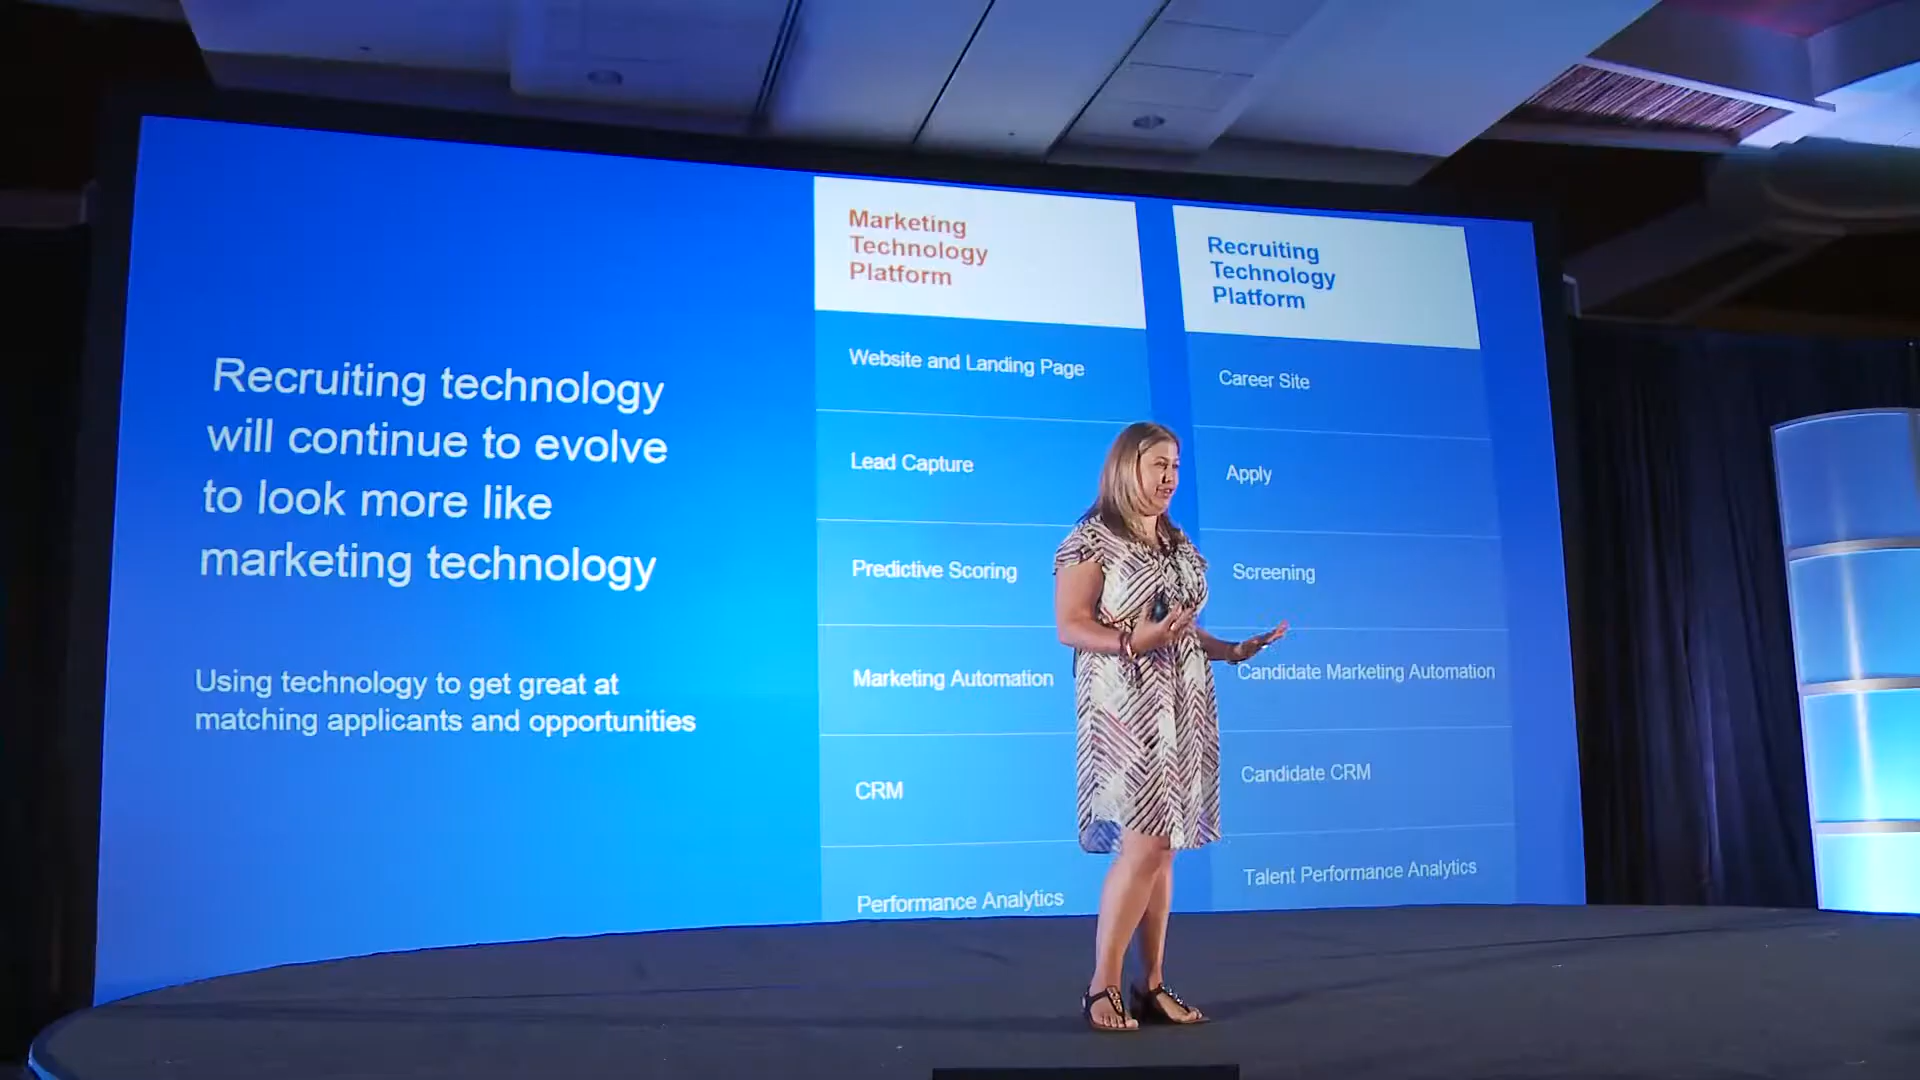 Recruiting technology
will continue to evolve
to look more like
marketing technology
Using technology to get great at
matching applicants and opportunities
Marketing
Technology
Platform
Website and Landing Page
Lead Capture
Predictive Scoring
Marketing Automation
CRM
Performance Analytics
Recruiting
Technology
Platform
Career Site
Apply
Screening
Candidate Marketing Automation
Candidate CRM
Talent Performance Analytics